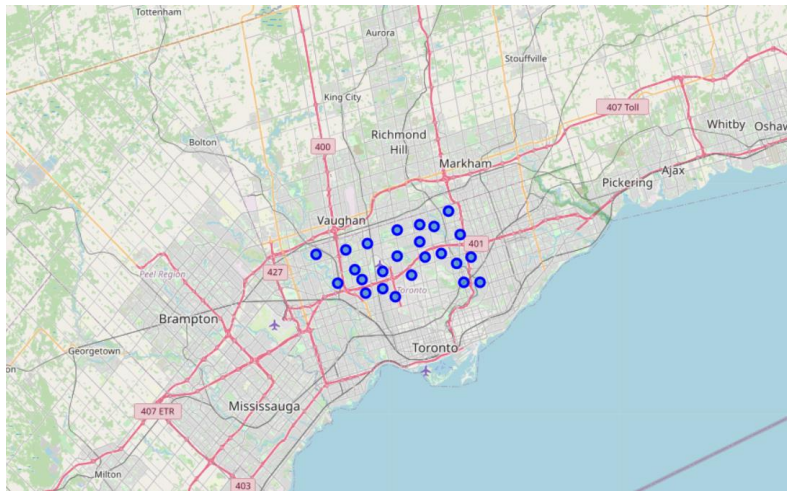 Tottenham
Aurora
Stouffville
King City
407 Toll
Whitby
Oshaw
Richmond
Hill
Bolton
400
Markham
Ajax
Pickering
Vaughan
401
427
Peel Region
Toronto
Brampton
Toronto
Georgetown
on
407 ETR
Mississauga
Milton
403